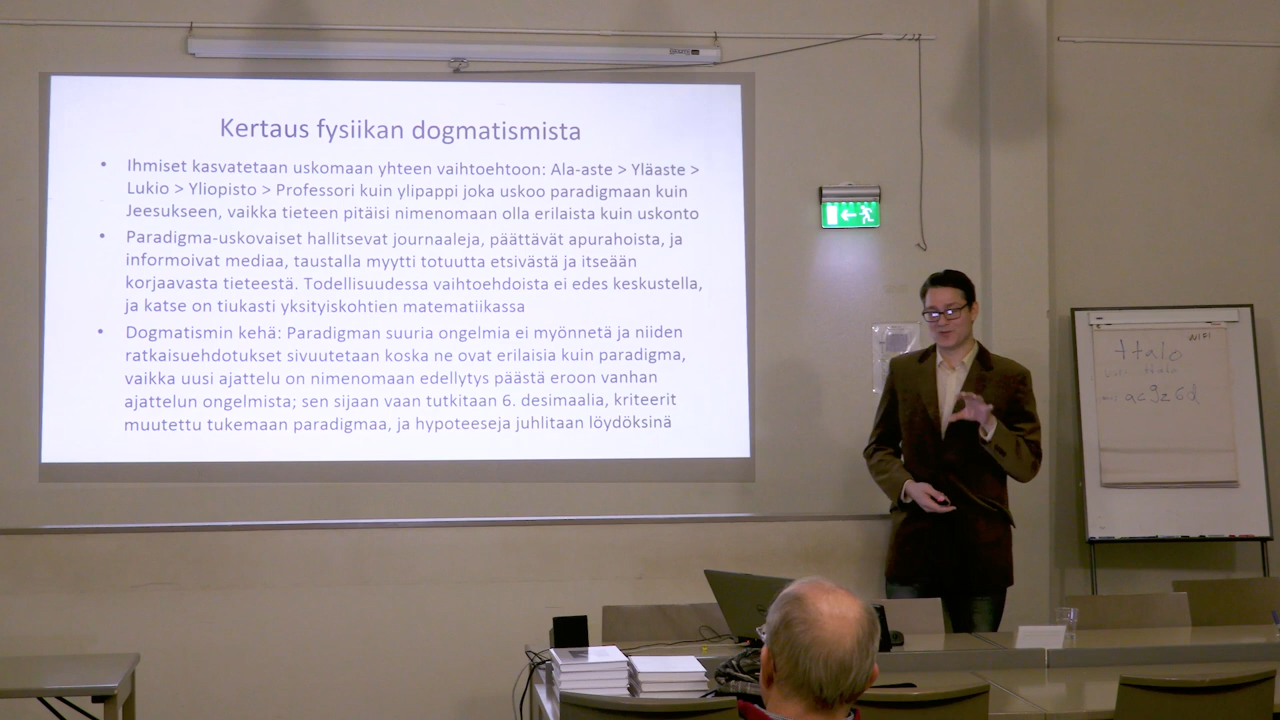 Kertaus fysiikan dogmatismista
• Ihmiset kasvatetaan uskomaan yhteen vaihtoehtoon: Ala-aste > Yläaste >
Lukio > Yliopisto > Professori kuin ylipappi joka uskoo paradigmaan kuin
Jeesukseen, vaikka tieteen pitäisi nimenomaan olla erilaista kuin uskonto
• Paradigma-uskovaiset hallitsevat journaaleja, päättävät apurahoista, ja
informoivat mediaa, taustalla myytti totuutta etsivästä ja itseään
korjaavasta tieteestä. Todellisuudessa vaihtoehdoista ei edes keskustella,
ja katse on tiukasti yksityiskohtien matematiikassa
• Dogmatismin kehä: Paradigman suuria ongelmia ei myönnetä ja niiden
ratkaisuehdotukset sivuutetaan koska ne ovat erilaisia kuin paradigma,
vaikka uusi ajattelu on nimenomaan edellytys päästä eroon vanhan
ajattelun ongelmista; sen sijaan vaan tutkitaan 6. desimaalia, kriteerit
muutettu tukemaan paradigmaa, ja hypoteeseja juhlitaan löydöksinä
WIFI